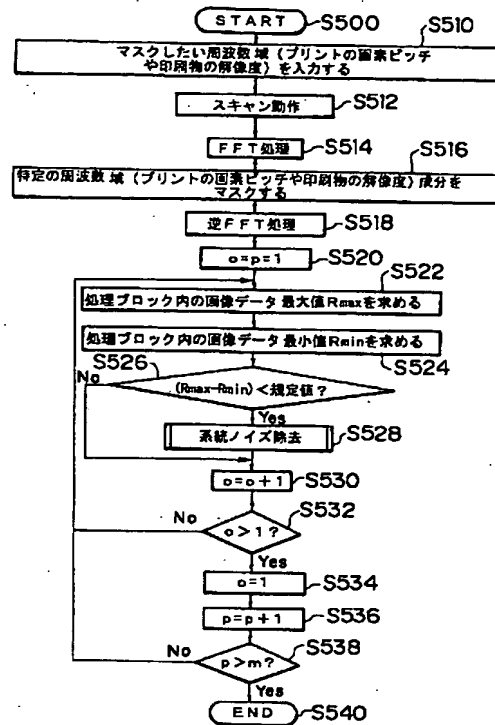 START
S500
S510
マスクしたい周波数域(プリントの画素ピッチ
や印刷物の解像度)を入力する
スキャン動作
S512
FFT処理
S514
S516
特定の周波数域(プリントの画素ピッチや印刷物の解像度)成分を
マスクする
逆FFT処理
S518
o=p=1
S520
S522
処理ブロック内の画像データ最大値Rmaxを求める
処理ブロック内の画像データ最小値Rminを求める
S524
S526
No
(Rmax-Rmin)<規定値?
Yes
系統ノイズ除去
S528
o=o+1
S530
No
o>1?
S532
Yes
o=1
S534
p=p+1
S536
No
p>m?
S538
Yes
END
S540